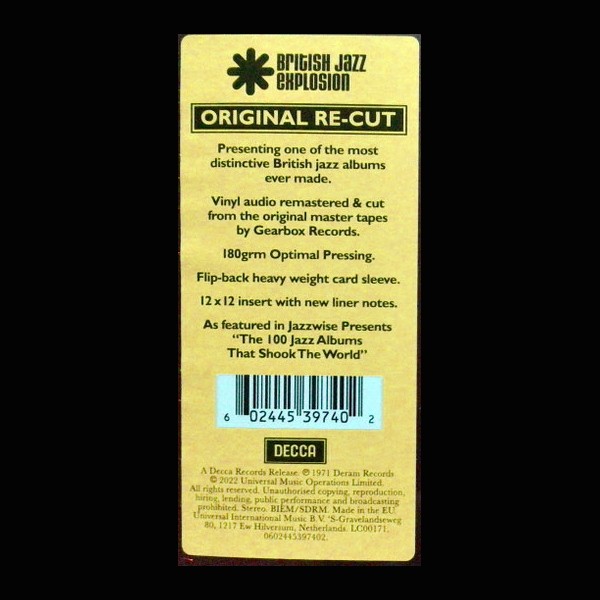 British Jazz
Explosion
ORIGINAL RE-CUT
Presenting one of the most
distinctive British jazz albums
ever made.
Vinyl audio remastered & cut
from the original master tapes
by Gearbox Records.
180grm Optimal Pressing.
Flip-back heavy weight card sleeve.
12 x 12 insert with new liner notes.
As featured in Jazzwise Presents
"The 100 Jazz Albums
That Shook The World"
6 02445 39740 2
DECCA
A Decca Records Release. ℗ 1971 Deram Records
© 2022 Universal Music Operations Limited.
All rights reserved. Unauthorised copying, reproduction,
hiring, lending, public performance and broadcasting
prohibited. Stereo. BIEM/SDRM. Made in the EU.
Universal International Music B.V. 'S-Gravelandseweg
80, 1217 Ew Hilversum, Netherlands. LC00171.
0602445397402.